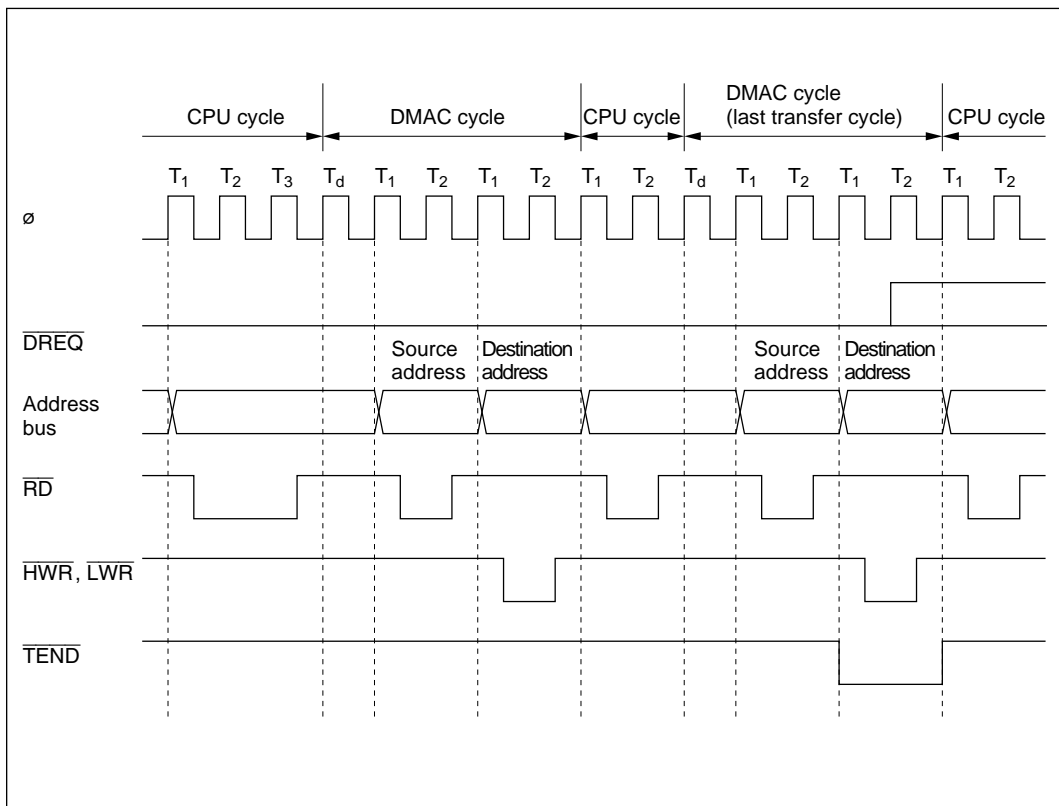 DMAC cycle
(last transfer cycle)
CPU cycle DMAC cycle CPU cycle CPU cycle
T1 T2 T3 Td T1 T2 T1 T2 T1 T2 Td T1 T2 T1 T2 T1 T2
ø
DREQ
Source address
Destination address
Source address
Destination address
Address
bus
RD
HWR, LWR
TEND